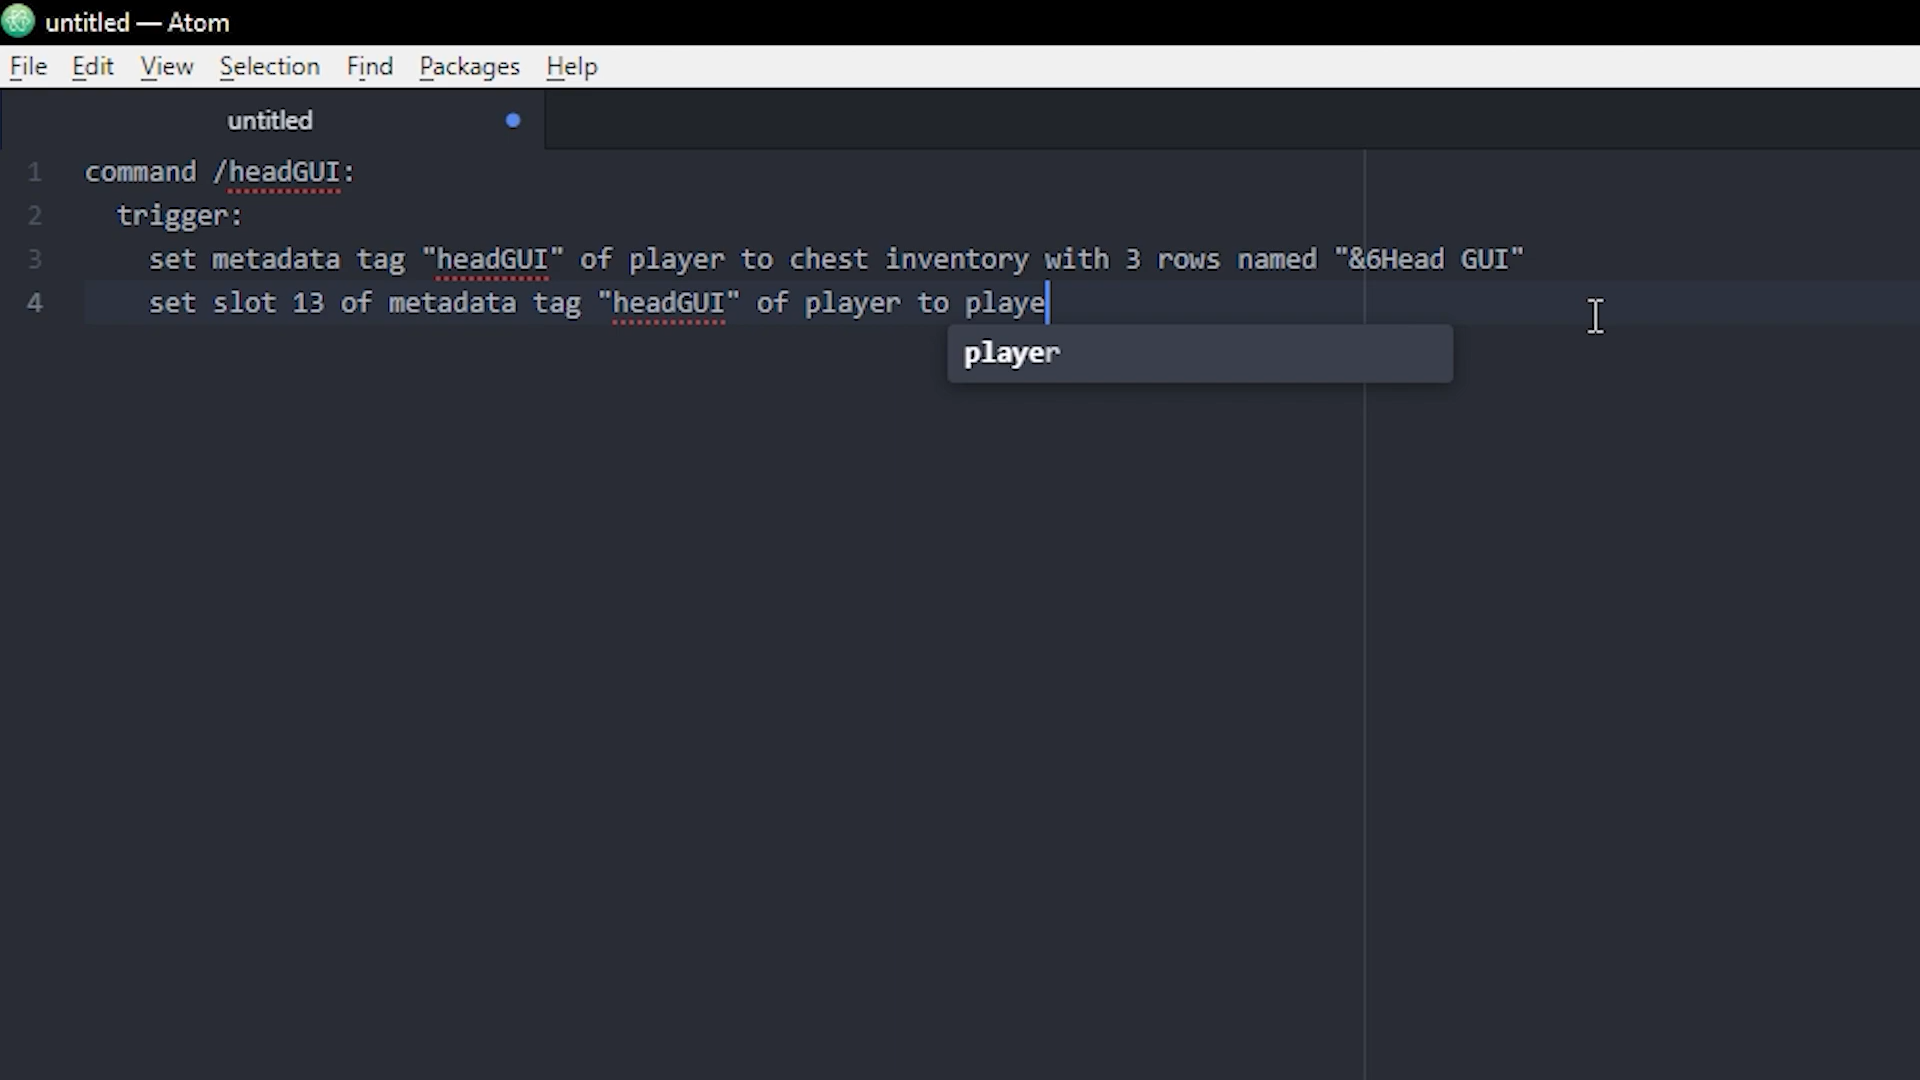 untitled — Atom
File Edit View Selection Find Packages Help
untitled
1 command /headGUI:
2 trigger:
3 set metadata tag "headGUI" of player to chest inventory with 3 rows named "&6Head GUI"
4 set slot 13 of metadata tag "headGUI" of player to playe
player